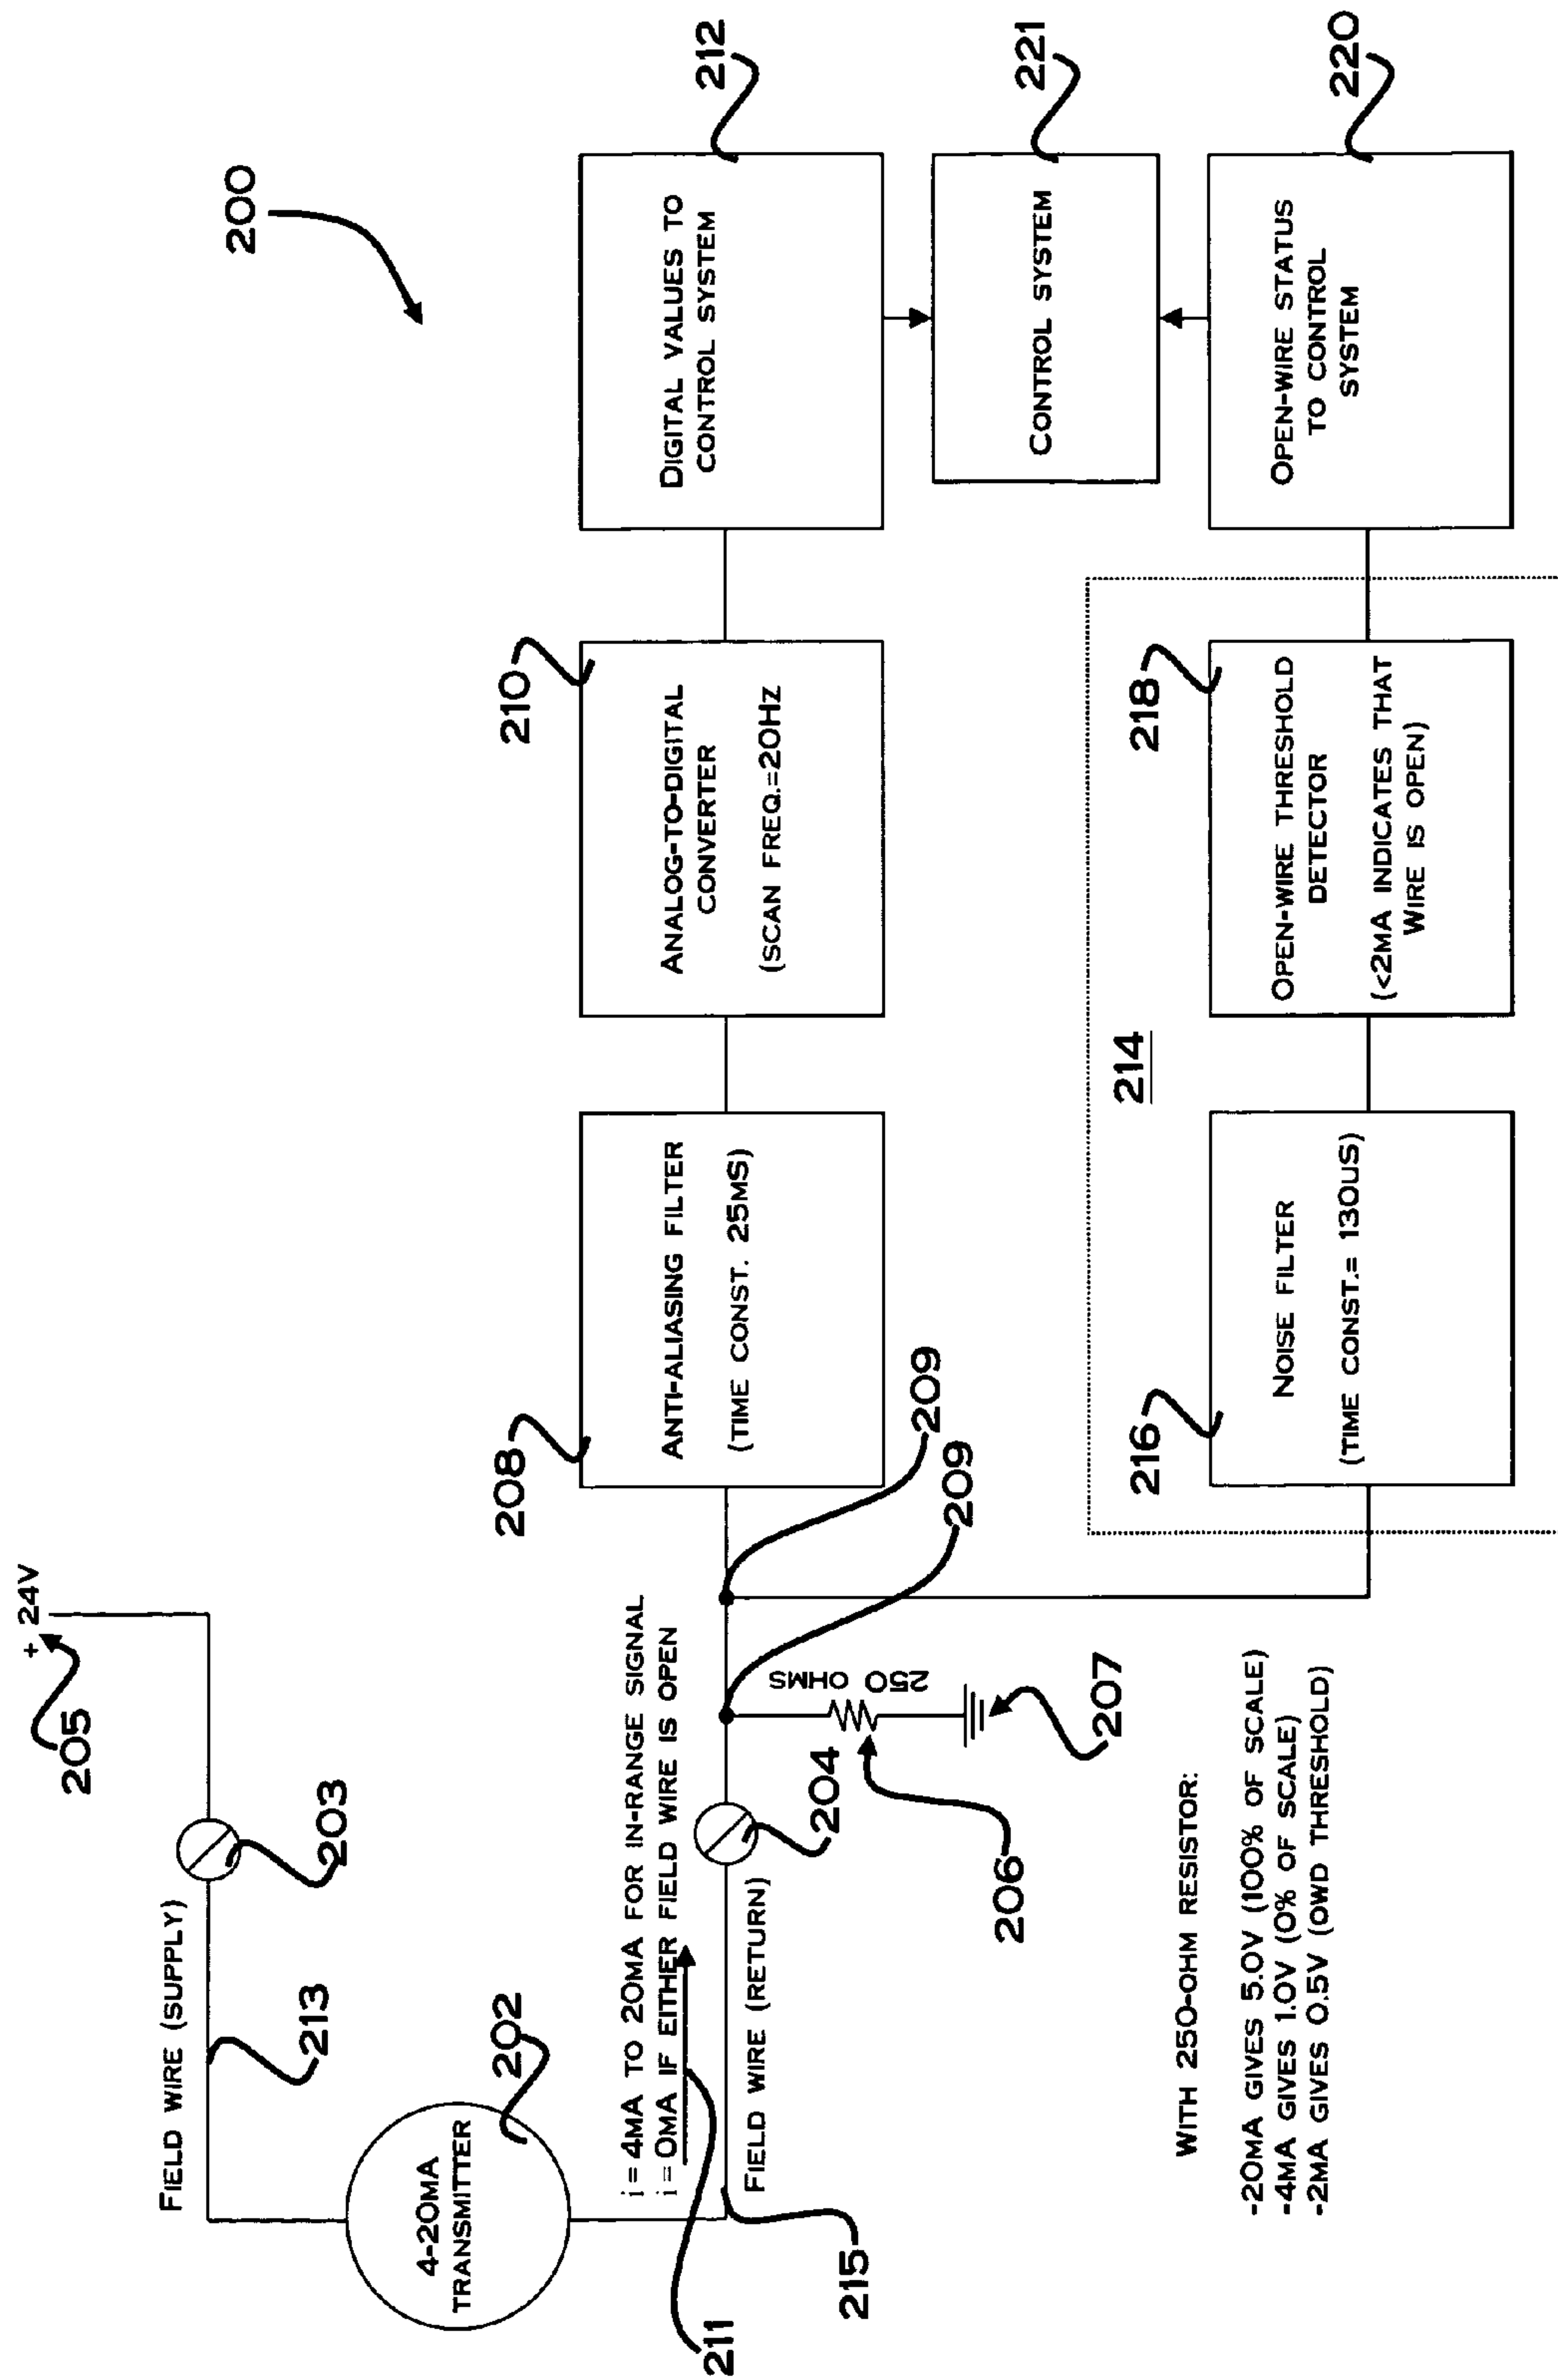 200
+ 24V
205
203
FIELD WIRE (SUPPLY)
213
4-20MA
TRANSMITTER
202
i = 4MA TO 20MA FOR IN-RANGE SIGNAL
i = 0MA IF EITHER FIELD WIRE IS OPEN
211
FIELD WIRE (RETURN)
215
204
250 OHMS
206
207
209
209
208
ANTI-ALIASING FILTER
(TIME CONST. 25MS)
210
ANALOG-TO-DIGITAL
CONVERTER
(SCAN FREQ.=20HZ
DIGITAL VALUES TO
CONTROL SYSTEM
212
CONTROL SYSTEM
221
214
216
NOISE FILTER
(TIME CONST.= 130US)
218
OPEN-WIRE THRESHOLD
DETECTOR
(<2MA INDICATES THAT
WIRE IS OPEN)
OPEN-WIRE STATUS
TO CONTROL
SYSTEM
220
WITH 250-OHM RESISTOR:
-20MA GIVES 5.0V (100% OF SCALE)
-4MA GIVES 1.0V (0% OF SCALE)
-2MA GIVES 0.5V (OWD THRESHOLD)